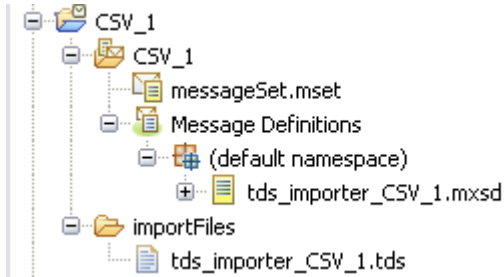 CSV_1
CSV_1
messageSet.mset
Message Definitions
(default namespace)
tds_importer_CSV_1.mxsd
importFiles
tds_importer_CSV_1.tds